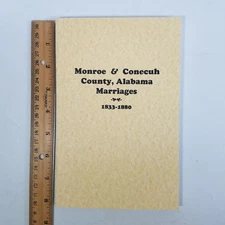 Monroe & Conecuh
County, Alabama
Marriages
1833-1880